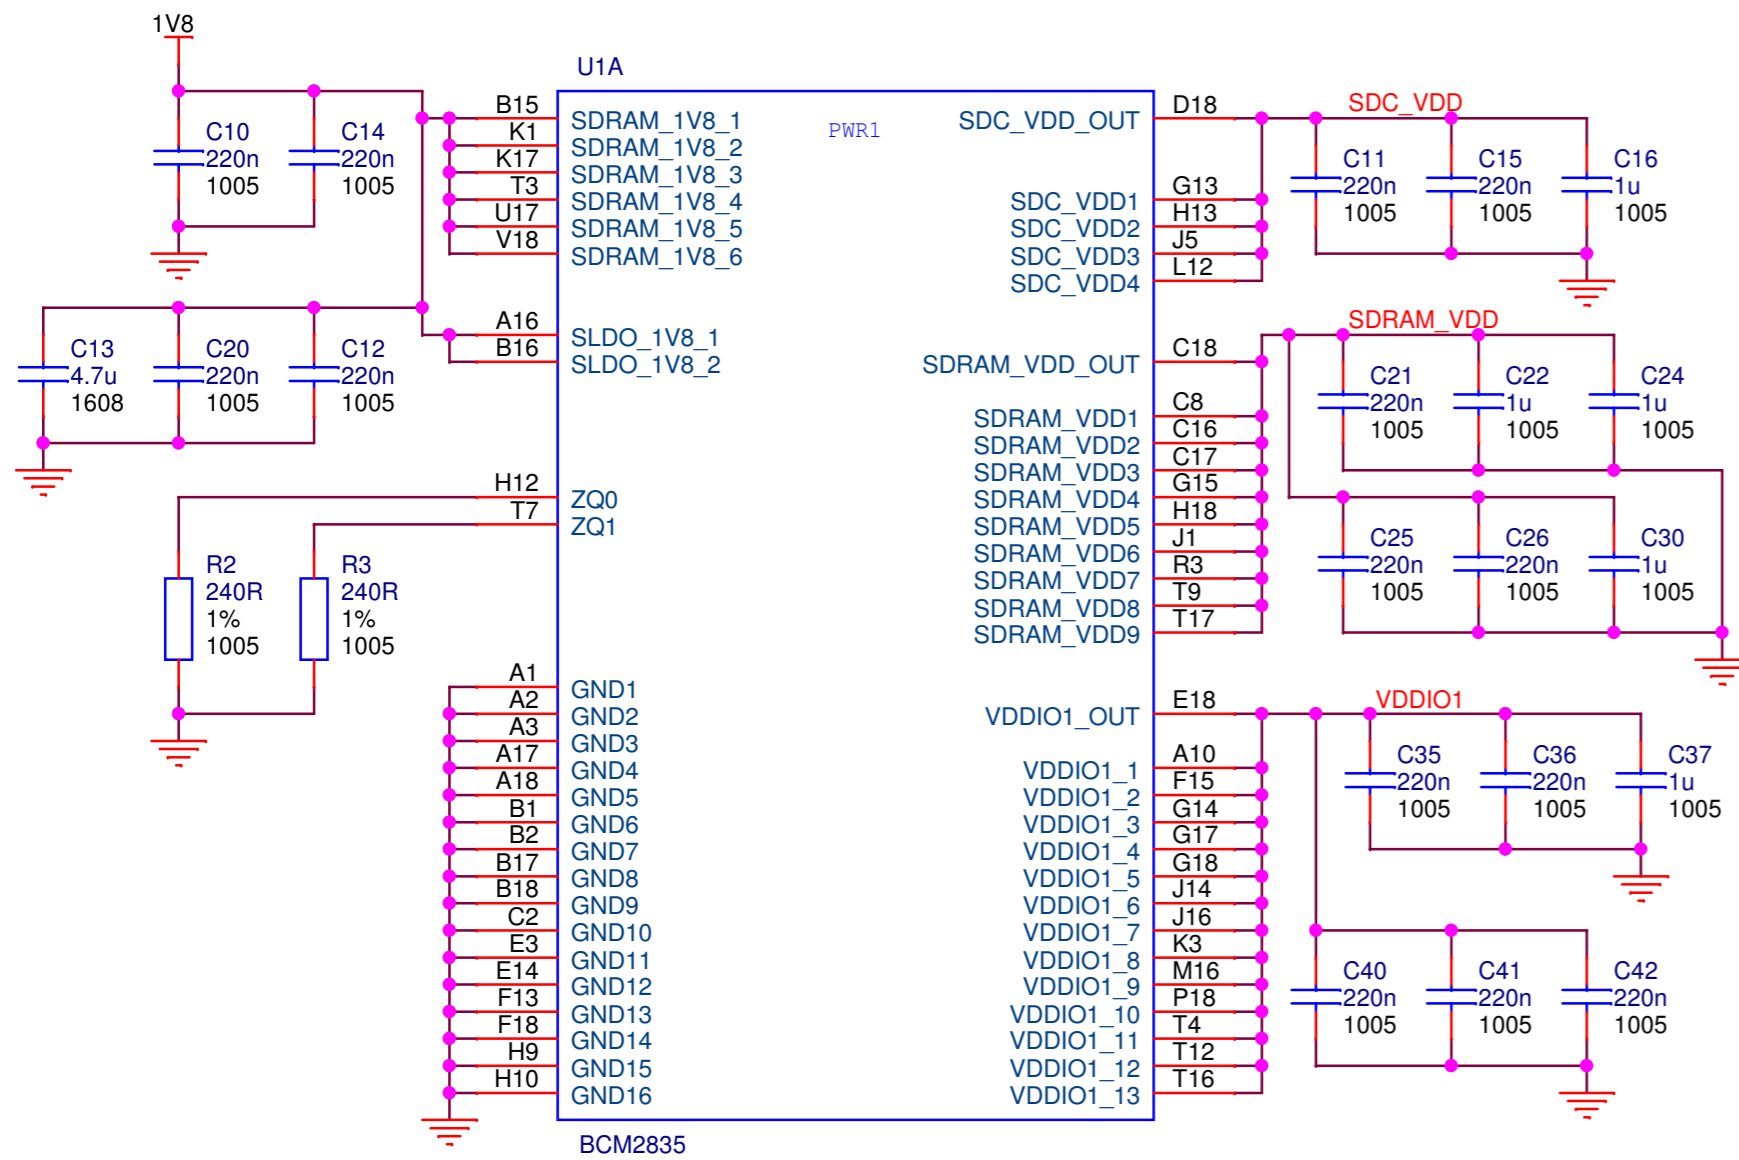 1V8
U1A
PWR1
C10
220n
1005
C14
220n
1005
C13
4.7u
1608
C20
220n
1005
C12
220n
1005
R2
240R
1%
1005
R3
240R
1%
1005
B15 SDRAM_1V8_1
K1 SDRAM_1V8_2
K17 SDRAM_1V8_3
T3 SDRAM_1V8_4
U17 SDRAM_1V8_5
V18 SDRAM_1V8_6
A16 SLDO_1V8_1
B16 SLDO_1V8_2
H12 ZQ0
T7 ZQ1
A1 GND1
A2 GND2
A3 GND3
A17 GND4
A18 GND5
B1 GND6
B2 GND7
B17 GND8
B18 GND9
C2 GND10
E3 GND11
E14 GND12
F13 GND13
F18 GND14
H9 GND15
H10 GND16
SDC_VDD_OUT D18
SDC_VDD1 G13
SDC_VDD2 H13
SDC_VDD3 J5
SDC_VDD4 L12
SDRAM_VDD_OUT C18
SDRAM_VDD1 C8
SDRAM_VDD2 C16
SDRAM_VDD3 C17
SDRAM_VDD4 G15
SDRAM_VDD5 H18
SDRAM_VDD6 J1
SDRAM_VDD7 R3
SDRAM_VDD8 T9
SDRAM_VDD9 T17
VDDIO1_OUT E18
VDDIO1_1 A10
VDDIO1_2 F15
VDDIO1_3 G14
VDDIO1_4 G17
VDDIO1_5 G18
VDDIO1_6 J14
VDDIO1_7 J16
VDDIO1_8 K3
VDDIO1_9 M16
VDDIO1_10 P18
VDDIO1_11 T4
VDDIO1_12 T12
VDDIO1_13 T16
SDC_VDD
C11
220n
1005
C15
220n
1005
C16
1u
1005
SDRAM_VDD
C21
220n
1005
C22
1u
1005
C24
1u
1005
C25
220n
1005
C26
220n
1005
C30
1u
1005
VDDIO1
C35
220n
1005
C36
220n
1005
C37
1u
1005
C40
220n
1005
C41
220n
1005
C42
220n
1005
BCM2835